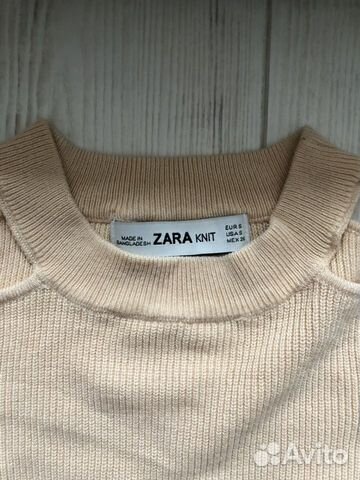 MADE IN
BANGLADESH
ZARA KNIT
EUR S
USA S
MEX 26
Avito